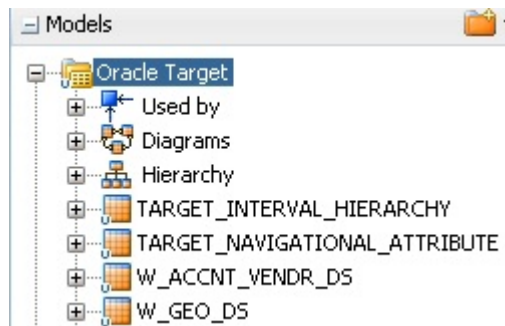 Models
Oracle Target
Used by
Diagrams
Hierarchy
TARGET_INTERVAL_HIERARCHY
TARGET_NAVIGATIONAL_ATTRIBUTE
W_ACCNT_VENDR_DS
W_GEO_DS